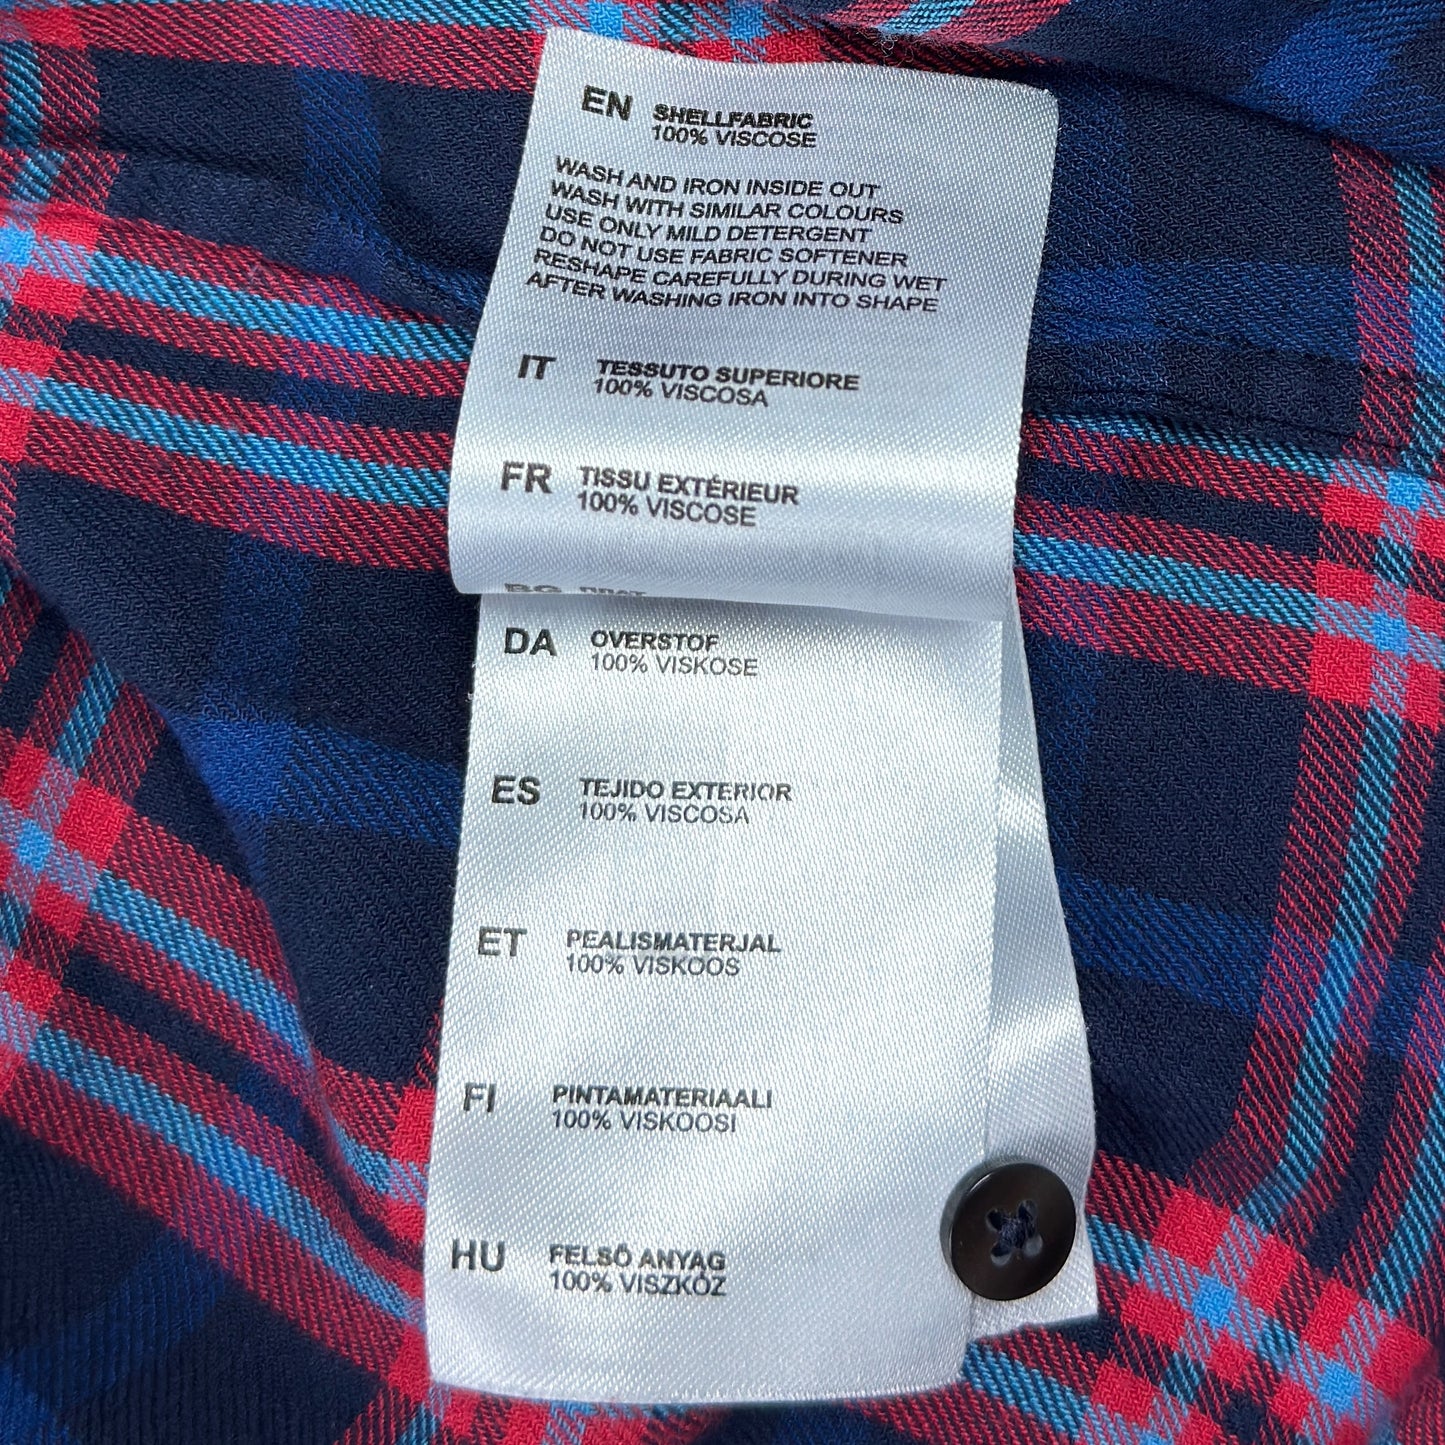 EN SHELLFABRIC
100% VISCOSE
WASH AND IRON INSIDE OUT
WASH WITH SIMILAR COLOURS
USE ONLY MILD DETERGENT
DO NOT USE FABRIC SOFTENER
RESHAPE CAREFULLY DURING WET
AFTER WASHING IRON INTO SHAPE
IT TESSUTO SUPERIORE
100% VISCOSA
FR TISSU EXTÉRIEUR
100% VISCOSE
BG
DA OVERSTOF
100% VISKOSE
ES TEJIDO EXTERIOR
100% VISCOSA
ET PEALISMATERJAL
100% VISKOOS
FI PINTAMATERIAALI
100% VISKOOSI
HU FELSŐ ANYAG
100% VISZKÓZ